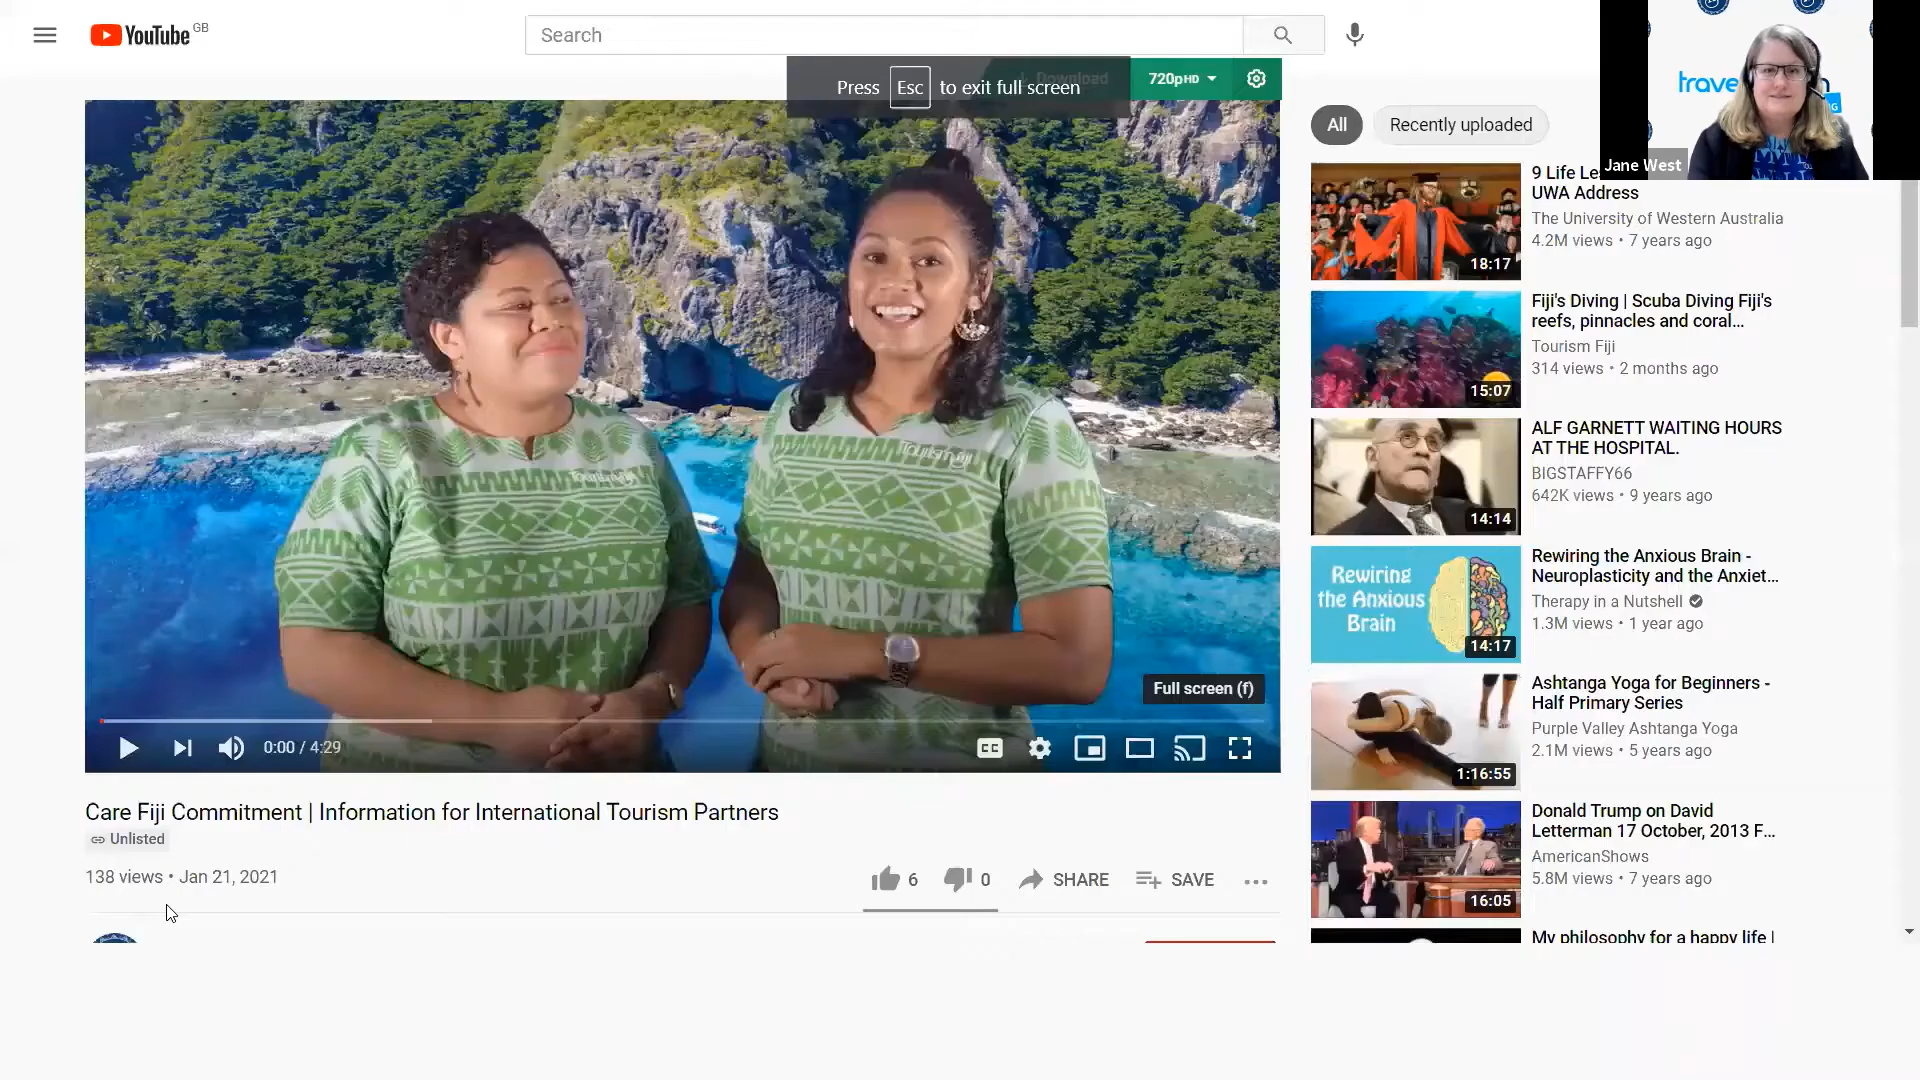 YouTube GB
Search
Press Esc to exit full screen
Download
720pHD
Jane West
All
Recently uploaded
UWA Address
The University of Western Australia
4.2M views • 7 years ago
18:17
Fiji's Diving | Scuba Diving Fiji's
reefs, pinnacles and coral...
Tourism Fiji
314 views • 2 months ago
15:07
ALF GARNETT WAITING HOURS
AT THE HOSPITAL.
BIGSTAFFY66
642K views • 9 years ago
14:14
Rewiring
the Anxious
Brain
14:17
Rewiring the Anxious Brain -
Neuroplasticity and the Anxiet...
Therapy in a Nutshell
1.3M views • 1 year ago
Ashtanga Yoga for Beginners -
Half Primary Series
Purple Valley Ashtanga Yoga
2.1M views • 5 years ago
1:16:55
Donald Trump on David
Letterman 17 October, 2013 F...
AmericanShows
5.8M views • 7 years ago
16:05
My philosophy for a happy life |
Full screen (f)
0:00 / 4:29
CC
Care Fiji Commitment | Information for International Tourism Partners
Unlisted
138 views • Jan 21, 2021
6
0
SHARE
SAVE